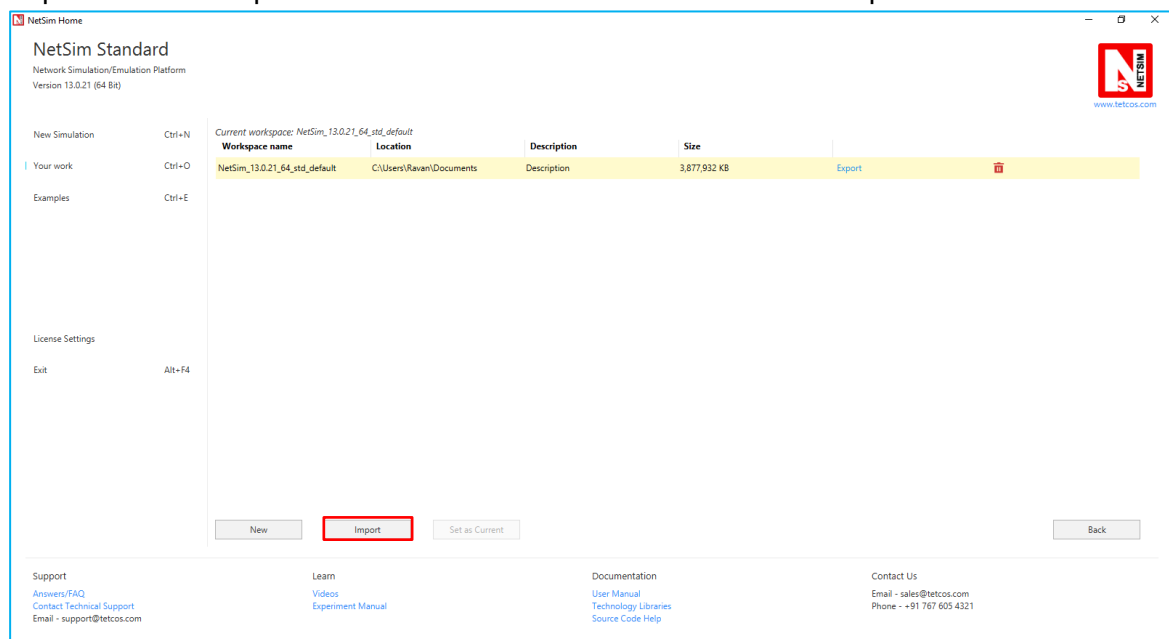 NetSim Home
NetSim Standard
Network Simulation/Emulation Platform
Version 13.0.21 (64 Bit)
NETSIM
www.tetcos.com
New Simulation Ctrl+N
Your work Ctrl+O
Examples Ctrl+E
License Settings
Exit Alt+F4
Current workspace: NetSim_13.0.21_64_std_default
Workspace name Location Description Size
NetSim_13.0.21_64_std_default C:\Users\Ravan\Documents Description 3,877,932 KB Export
New Import Set as Current Back
Support Learn Documentation Contact Us
Answers/FAQ Videos User Manual Email - sales@tetcos.com
Contact Technical Support Experiment Manual Technology Libraries Phone - +91 767 605 4321
Email - support@tetcos.com Source Code Help